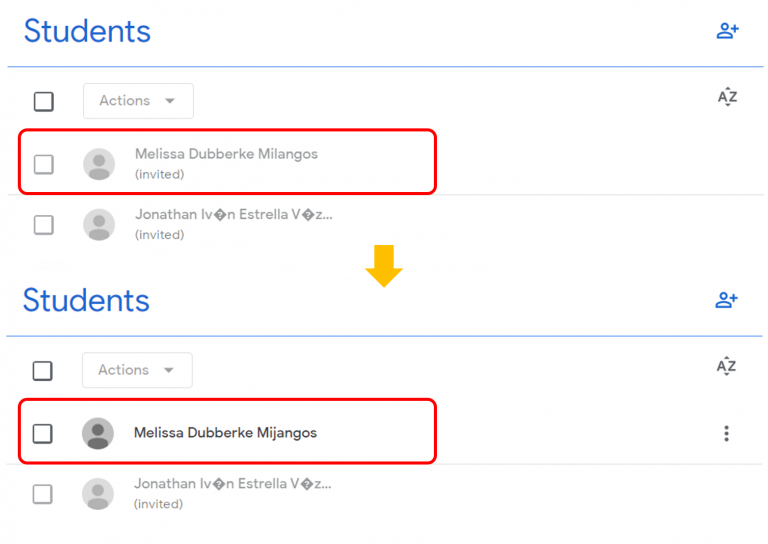 Students
Actions
AZ
Melissa Dubberke Milangos
(invited)
Jonathan Iv�n Estrella V�z...
(invited)
Students
Actions
AZ
Melissa Dubberke Mijangos
Jonathan Iv�n Estrella V�z...
(invited)